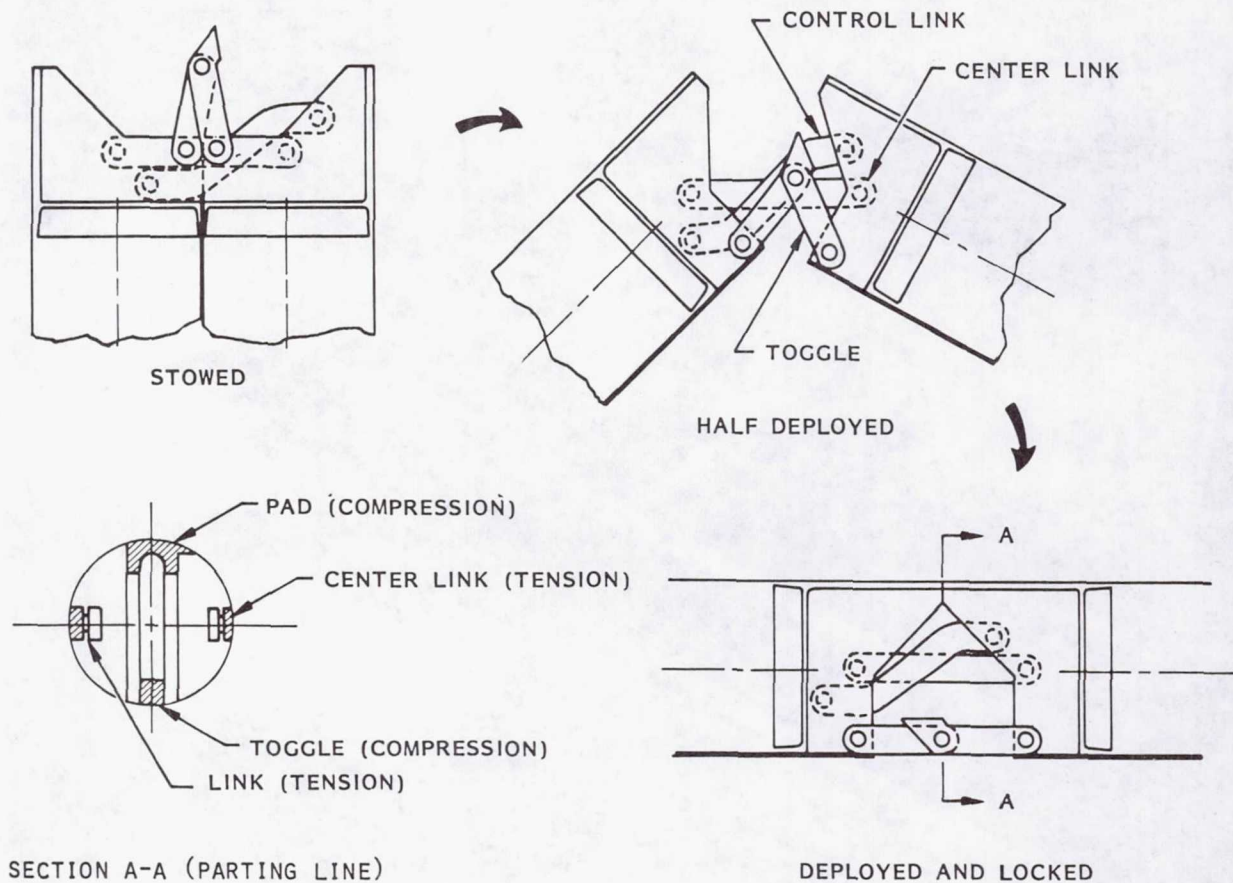 CONTROL LINK
CENTER LINK
TOGGLE
STOWED
HALF DEPLOYED
PAD (COMPRESSION)
CENTER LINK (TENSION)
TOGGLE (COMPRESSION)
LINK (TENSION)
A
A
SECTION A-A (PARTING LINE)
DEPLOYED AND LOCKED